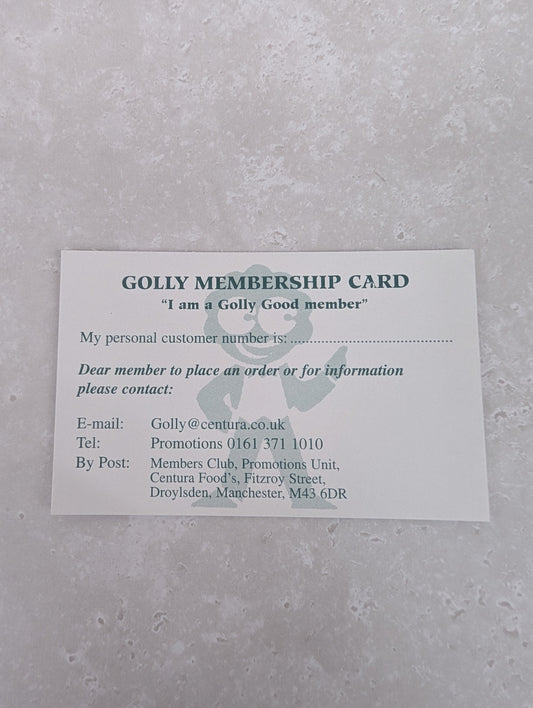 GOLLY MEMBERSHIP CARD
“I am a Golly Good member”
My personal customer number is:..........................................
Dear member to place an order or for information
please contact:
E-mail: Golly@centura.co.uk
Tel: Promotions 0161 371 1010
By Post: Members Club, Promotions Unit,
Centura Food's, Fitzroy Street,
Droylsden, Manchester, M43 6DR